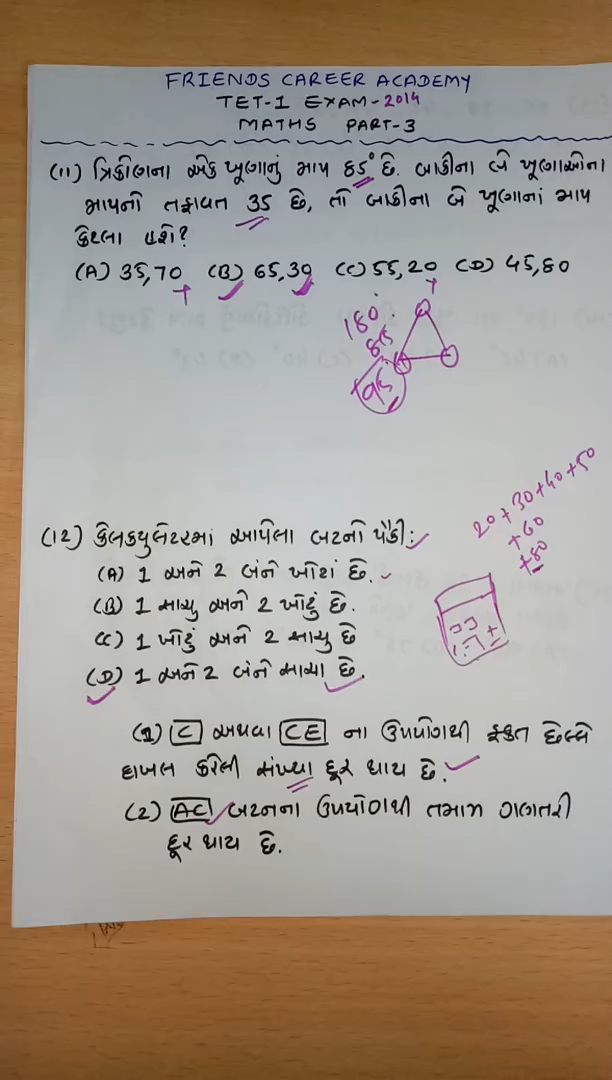 FRIENDS CAREER ACADEMY
TET-1 EXAM-2014
MATHS PART-3
(11) ત્રિકોણના એક ખૂણાનું માપ 85° છે. બાકીના બે ખૂણાઓના
માપનો તફાવત 35 છે, તો બાકીના બે ખૂણાનાં માપ
કેટલા હશે?
(A) 35,70 (B) 65,30 (C) 55,20 (D) 45,80
180
85
95
(12) કેલક્યુલેટરમાં આપેલા બટનો પૈકી:
20+30+40+50
+60
+80
(A) 1 અને 2 બંને ખોટાં છે.
(B) 1 સાચુ અને 2 ખોટું છે.
(C) 1 ખોટું અને 2 સાચુ છે
(D) 1 અને 2 બંને સાચા છે.
(1) C અથવા CE ના ઉપયોગથી ફક્ત છેલ્લે
દાખલ કરેલી સંખ્યા દૂર થાય છે.
(2) AC બટનના ઉપયોગથી તમામ ગણતરી
દૂર થાય છે.